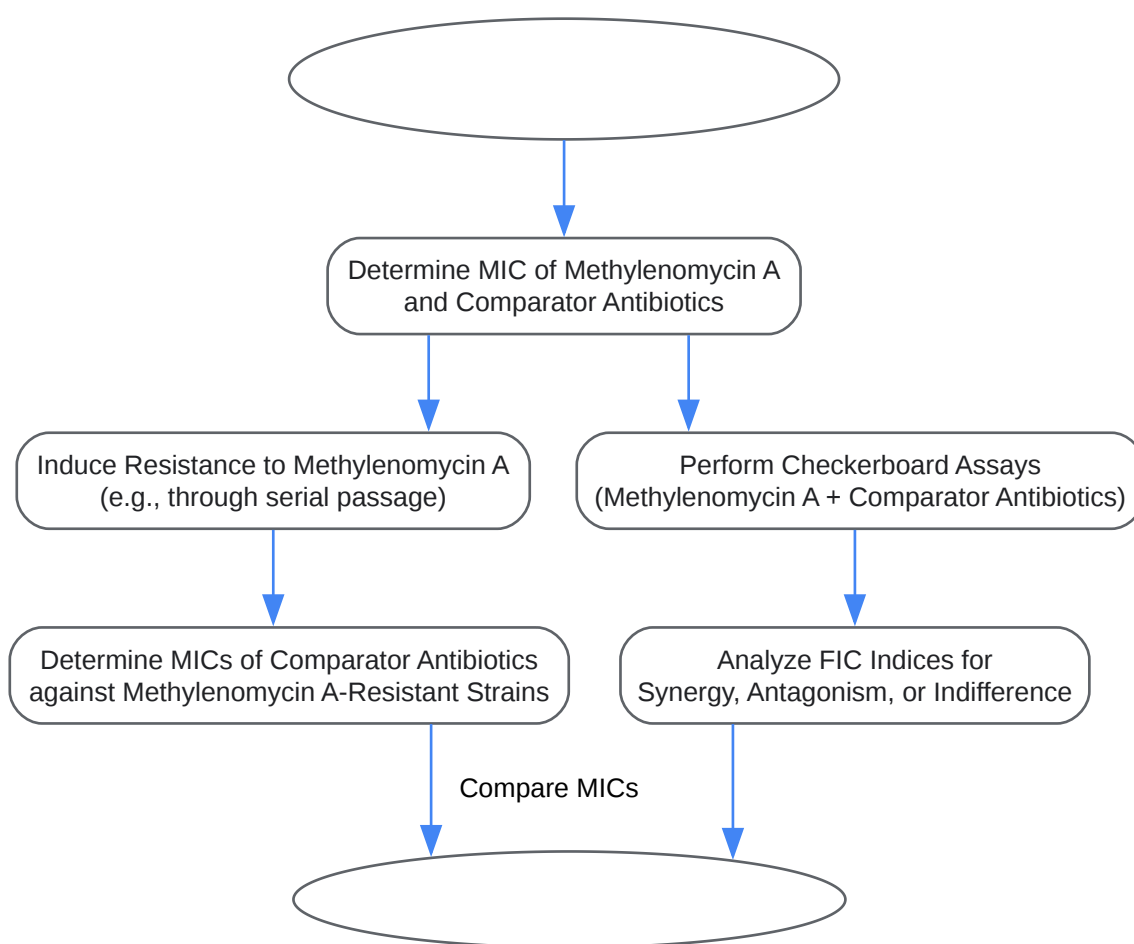 Determine MIC of Methylenomycin A
and Comparator Antibiotics
Induce Resistance to Methylenomycin A
(e.g., through serial passage)
Perform Checkerboard Assays
(Methylenomycin A + Comparator Antibiotics)
Determine MICs of Comparator Antibiotics
against Methylenomycin A-Resistant Strains
Analyze FIC Indices for
Synergy, Antagonism, or Indifference
Compare MICs